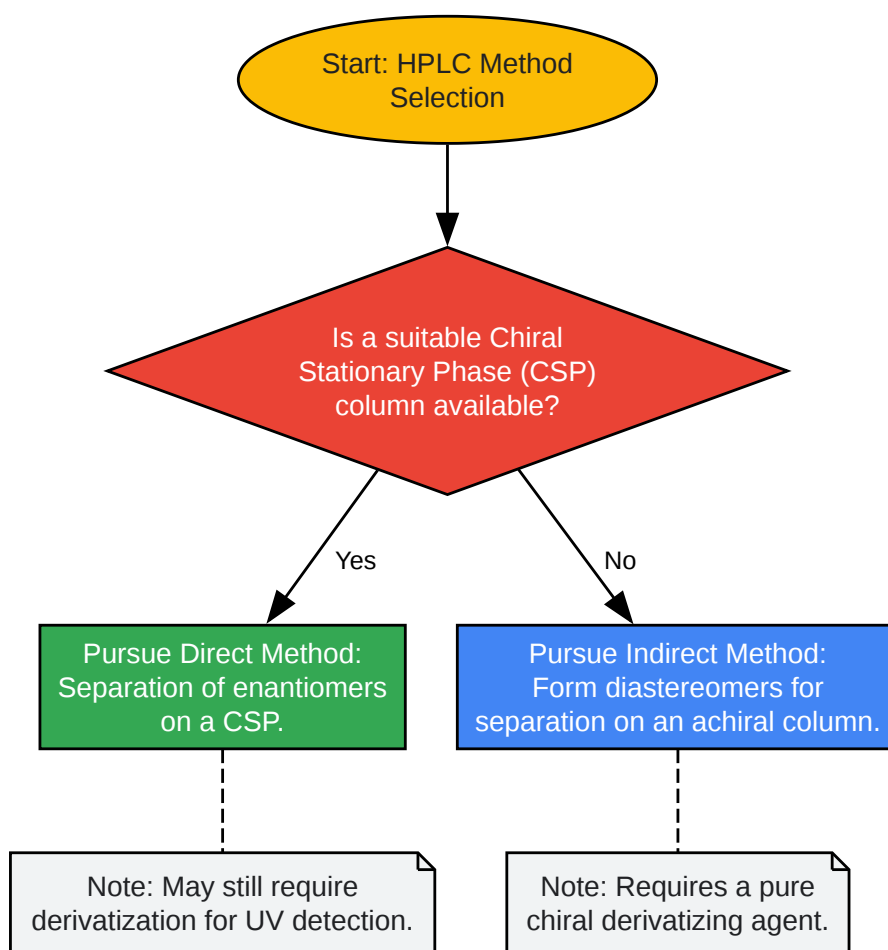 Start: HPLC Method
Selection
Is a suitable Chiral
Stationary Phase (CSP)
column available?
Yes
No
Pursue Direct Method:
Separation of enantiomers
on a CSP.
Pursue Indirect Method:
Form diastereomers for
separation on an achiral column.
Note: May still require
derivatization for UV detection.
Note: Requires a pure
chiral derivatizing agent.